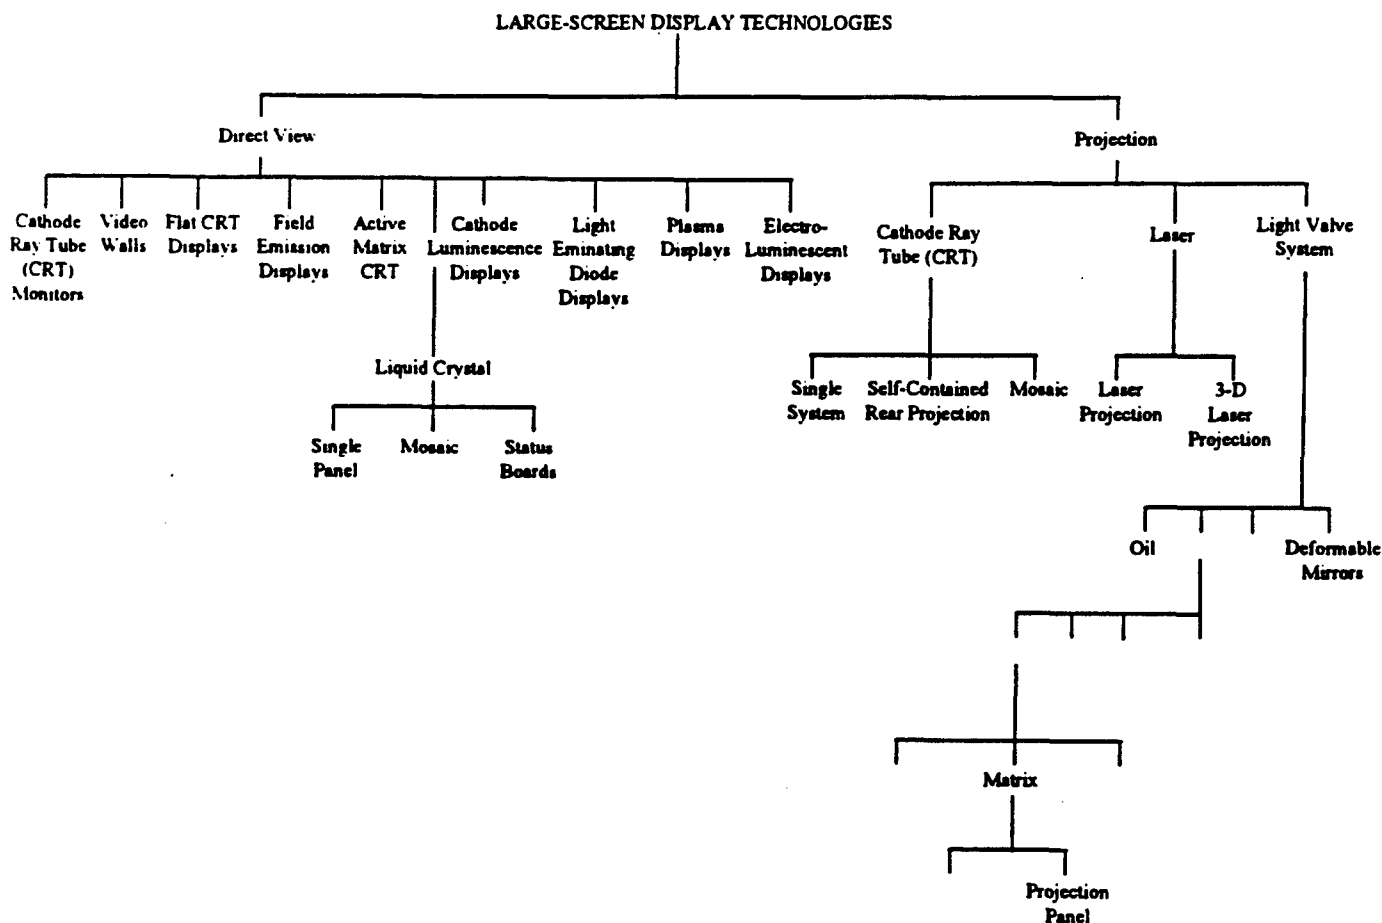 LARGE-SCREEN DISPLAY TECHNOLOGIES
Direct View
Projection
Cathode
Ray Tube
(CRT)
Monitors
Video
Walls
Flat CRT
Displays
Field
Emission
Displays
Active
Matrix
CRT
Cathode
Luminescence
Displays
Light
Eminating
Diode
Displays
Plasma
Displays
Electro-
Luminescent
Displays
Cathode Ray
Tube (CRT)
Laser
Light Valve
System
Liquid Crystal
Single
Panel
Mosaic
Status
Boards
Single
System
Self-Contained
Rear Projection
Mosaic
Laser
Projection
3-D
Laser
Projection
Oil
Deformable
Mirrors
Matrix
Projection
Panel